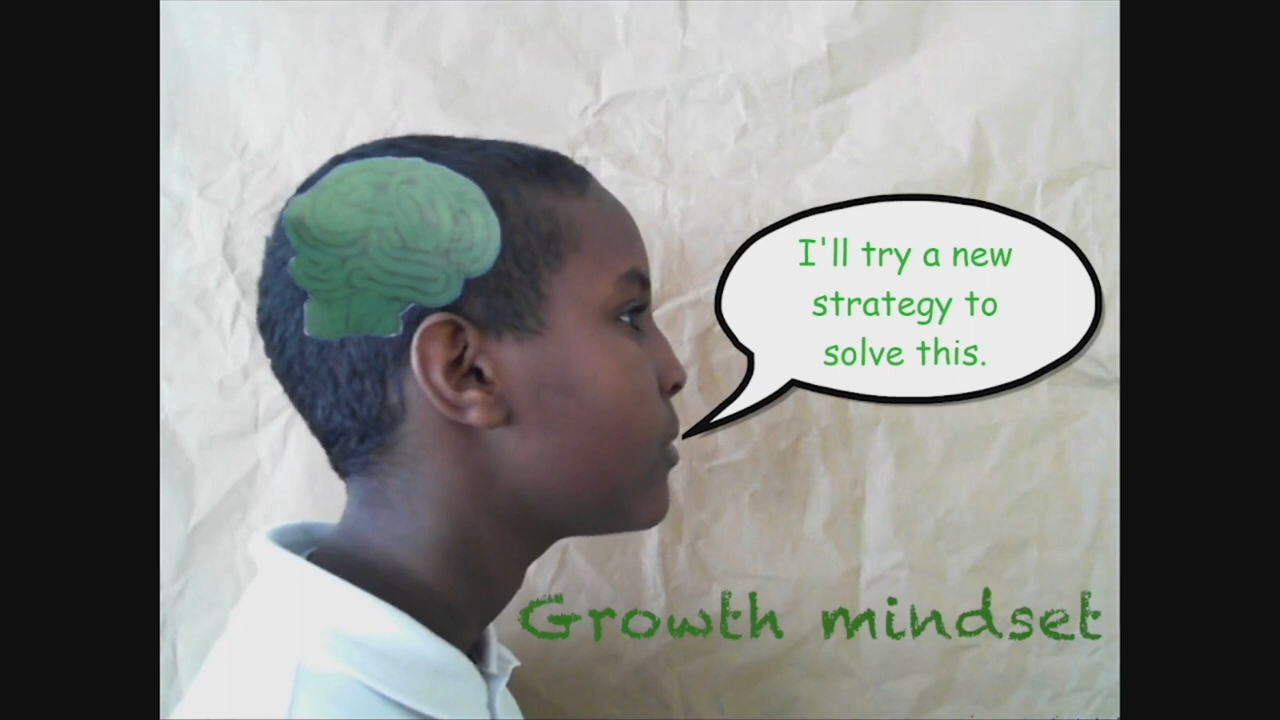 I'll try a new
strategy to
solve this.
Growth mindset